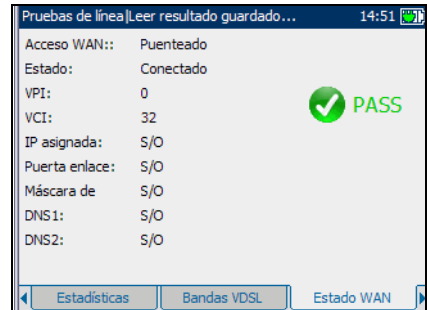 Pruebas de línea|Leer resultado guardado... 14:51
Acceso WAN:: Puenteado
Estado: Conectado
VPI: 0
VCI: 32
PASS
IP asignada: S/O
Puerta enlace: S/O
Máscara de S/O
DNS1: S/O
DNS2: S/O
Estadísticas Bandas VDSL Estado WAN